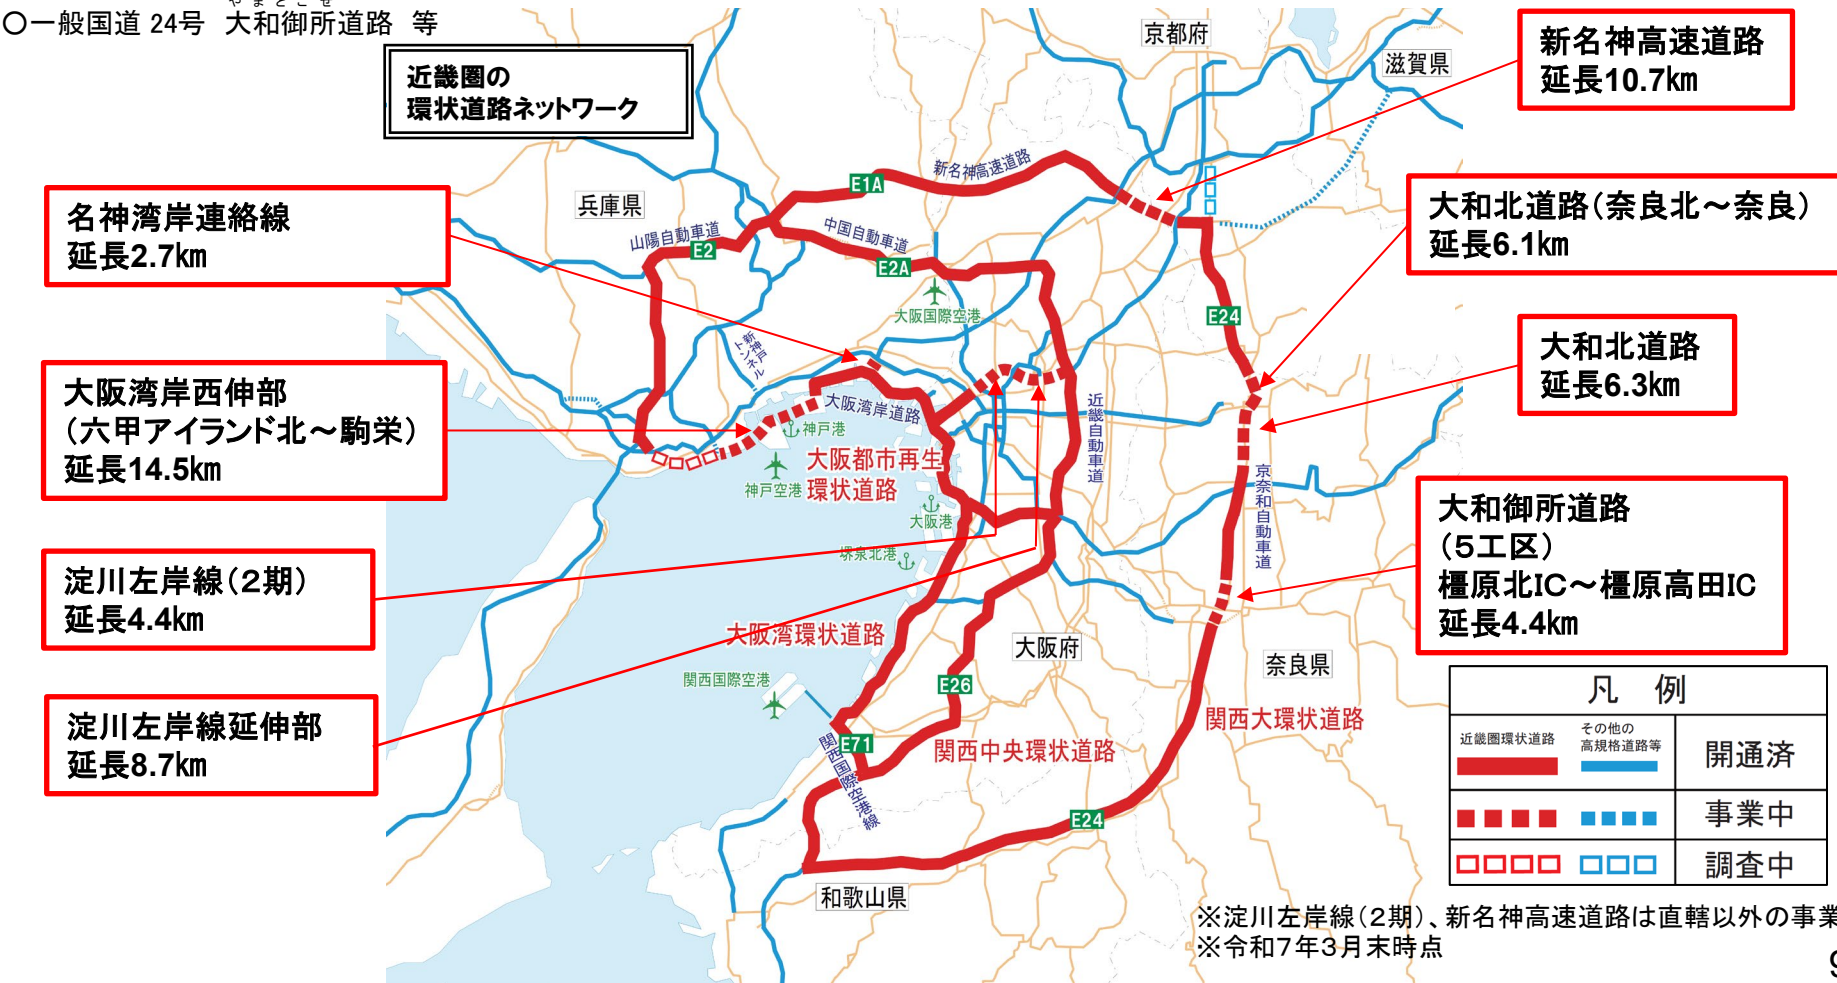 〇一般国道 24号 大和御所道路 等
近畿圏の
環状道路ネットワーク
京都府
滋賀県
新名神高速道路
延長10.7km
名神湾岸連絡線
延長2.7km
兵庫県
E1A
新名神高速道路
大和北道路(奈良北～奈良)
延長6.1km
山陽自動車道
E2
中国自動車道
E2A
大阪国際空港
E24
大和北道路
延長6.3km
新神戸
トンネル
大阪湾岸西伸部
(六甲アイランド北～駒栄)
延長14.5km
大阪湾岸道路
神戸港
近畿自動車道
大阪都市再生
環状道路
神戸空港
大阪港
京奈和自動車道
堺泉北港
大和御所道路
(5工区)
橿原北IC～橿原高田IC
延長4.4km
淀川左岸線(2期)
延長4.4km
大阪湾環状道路
大阪府
奈良県
関西国際空港
E26
関西大環状道路
淀川左岸線延伸部
延長8.7km
E71
関西国際空港線
関西中央環状道路
E24
和歌山県
凡 例
近畿圏環状道路
その他の
高規格道路等
開通済
事業中
調査中
※淀川左岸線(2期)、新名神高速道路は直轄以外の事業
※令和7年3月末時点